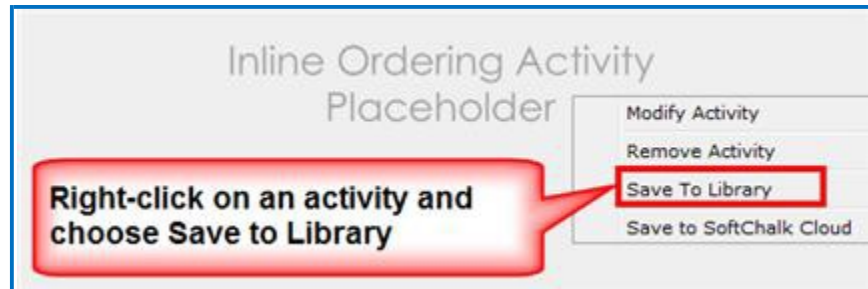 Inline Ordering Activity
Placeholder
Modify Activity
Remove Activity
Save To Library
Save to SoftChalk Cloud
Right-click on an activity and
choose Save to Library